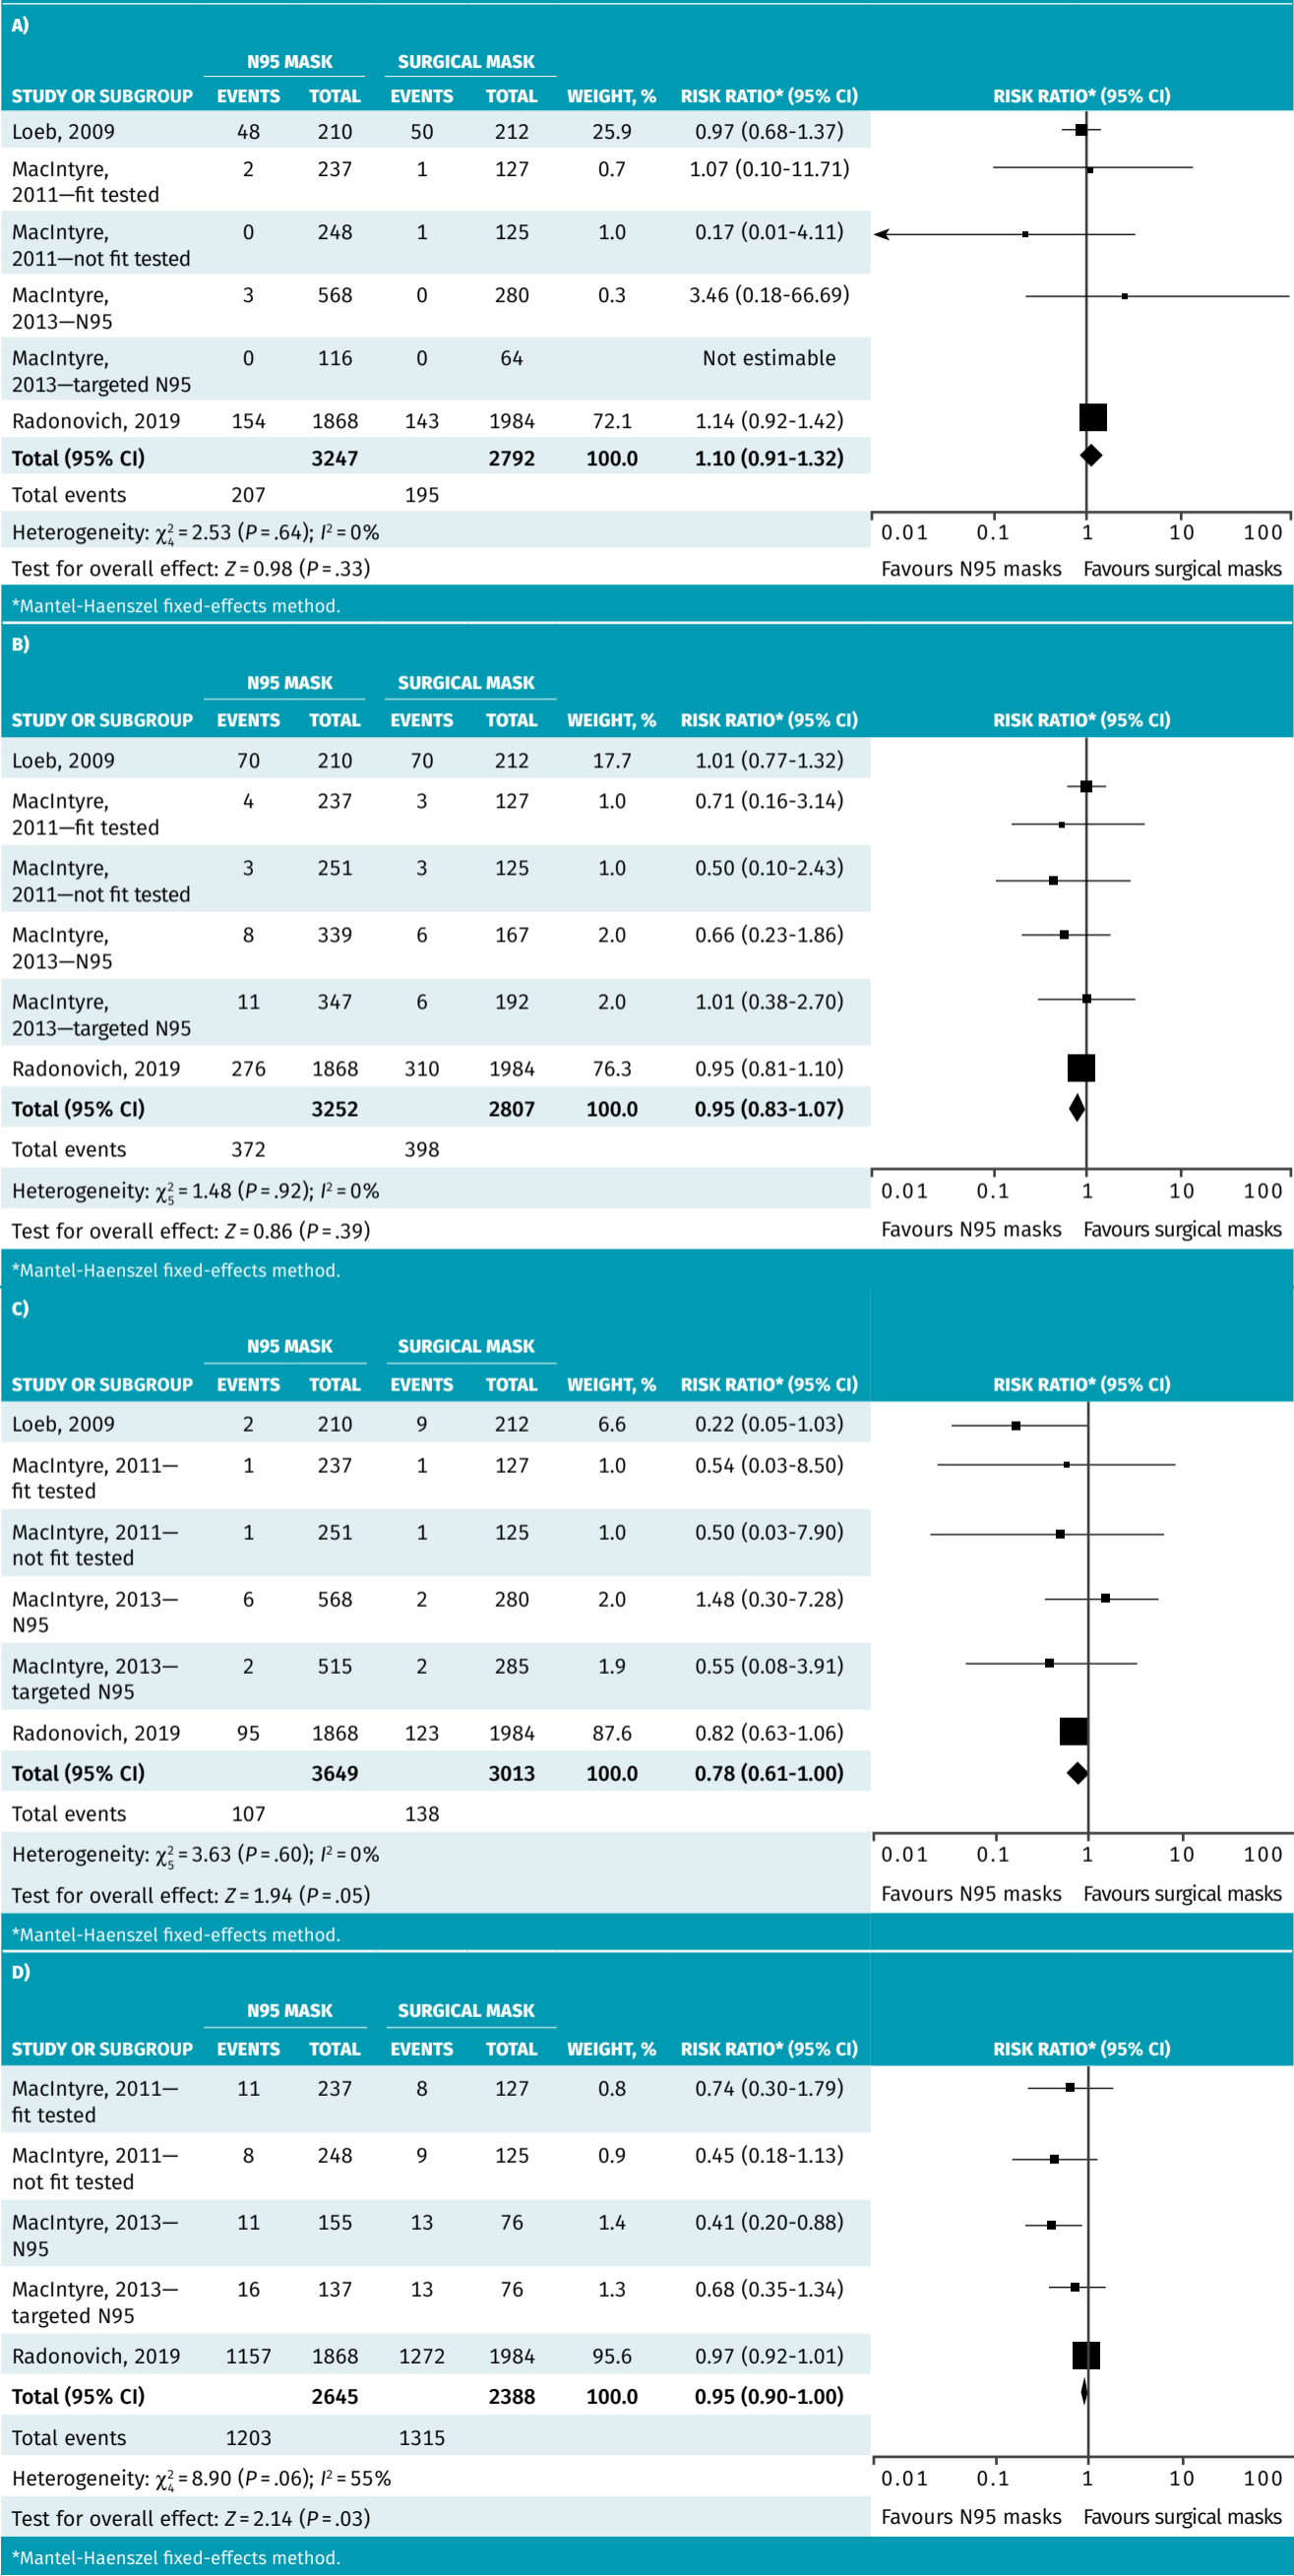 A)
N95 MASK SURGICAL MASK
STUDY OR SUBGROUP EVENTS TOTAL EVENTS TOTAL WEIGHT, % RISK RATIO* (95% CI) RISK RATIO* (95% CI)
Loeb, 2009 48 210 50 212 25.9 0.97 (0.68-1.37)
MacIntyre, 2 237 1 127 0.7 1.07 (0.10-11.71)
2011—fit tested
MacIntyre, 0 248 1 125 1.0 0.17 (0.01-4.11)
2011—not fit tested
MacIntyre, 3 568 0 280 0.3 3.46 (0.18-66.69)
2013—N95
MacIntyre, 0 116 0 64 Not estimable
2013—targeted N95
Radonovich, 2019 154 1868 143 1984 72.1 1.14 (0.92-1.42)
Total (95% CI) 3247 2792 100.0 1.10 (0.91-1.32)
Total events 207 195
Heterogeneity: χ²₄ = 2.53 (P = .64); I² = 0% 0.01 0.1 1 10 100
Test for overall effect: Z = 0.98 (P = .33) Favours N95 masks Favours surgical masks
*Mantel-Haenszel fixed-effects method.
B)
N95 MASK SURGICAL MASK
STUDY OR SUBGROUP EVENTS TOTAL EVENTS TOTAL WEIGHT, % RISK RATIO* (95% CI) RISK RATIO* (95% CI)
Loeb, 2009 70 210 70 212 17.7 1.01 (0.77-1.32)
MacIntyre, 4 237 3 127 1.0 0.71 (0.16-3.14)
2011—fit tested
MacIntyre, 3 251 3 125 1.0 0.50 (0.10-2.43)
2011—not fit tested
MacIntyre, 8 339 6 167 2.0 0.66 (0.23-1.86)
2013—N95
MacIntyre, 11 347 6 192 2.0 1.01 (0.38-2.70)
2013—targeted N95
Radonovich, 2019 276 1868 310 1984 76.3 0.95 (0.81-1.10)
Total (95% CI) 3252 2807 100.0 0.95 (0.83-1.07)
Total events 372 398
Heterogeneity: χ²₅ = 1.48 (P = .92); I² = 0% 0.01 0.1 1 10 100
Test for overall effect: Z = 0.86 (P = .39) Favours N95 masks Favours surgical masks
*Mantel-Haenszel fixed-effects method.
C)
N95 MASK SURGICAL MASK
STUDY OR SUBGROUP EVENTS TOTAL EVENTS TOTAL WEIGHT, % RISK RATIO* (95% CI) RISK RATIO* (95% CI)
Loeb, 2009 2 210 9 212 6.6 0.22 (0.05-1.03)
MacIntyre, 2011— 1 237 1 127 1.0 0.54 (0.03-8.50)
fit tested
MacIntyre, 2011— 1 251 1 125 1.0 0.50 (0.03-7.90)
not fit tested
MacIntyre, 2013— 6 568 2 280 2.0 1.48 (0.30-7.28)
N95
MacIntyre, 2013— 2 515 2 285 1.9 0.55 (0.08-3.91)
targeted N95
Radonovich, 2019 95 1868 123 1984 87.6 0.82 (0.63-1.06)
Total (95% CI) 3649 3013 100.0 0.78 (0.61-1.00)
Total events 107 138
Heterogeneity: χ²₅ = 3.63 (P = .60); I² = 0% 0.01 0.1 1 10 100
Test for overall effect: Z = 1.94 (P = .05) Favours N95 masks Favours surgical masks
*Mantel-Haenszel fixed-effects method.
D)
N95 MASK SURGICAL MASK
STUDY OR SUBGROUP EVENTS TOTAL EVENTS TOTAL WEIGHT, % RISK RATIO* (95% CI) RISK RATIO* (95% CI)
MacIntyre, 2011— 11 237 8 127 0.8 0.74 (0.30-1.79)
fit tested
MacIntyre, 2011— 8 248 9 125 0.9 0.45 (0.18-1.13)
not fit tested
MacIntyre, 2013— 11 155 13 76 1.4 0.41 (0.20-0.88)
N95
MacIntyre, 2013— 16 137 13 76 1.3 0.68 (0.35-1.34)
targeted N95
Radonovich, 2019 1157 1868 1272 1984 95.6 0.97 (0.92-1.01)
Total (95% CI) 2645 2388 100.0 0.95 (0.90-1.00)
Total events 1203 1315
Heterogeneity: χ²₄ = 8.90 (P = .06); I² = 55% 0.01 0.1 1 10 100
Test for overall effect: Z = 2.14 (P = .03) Favours N95 masks Favours surgical masks
*Mantel-Haenszel fixed-effects method.